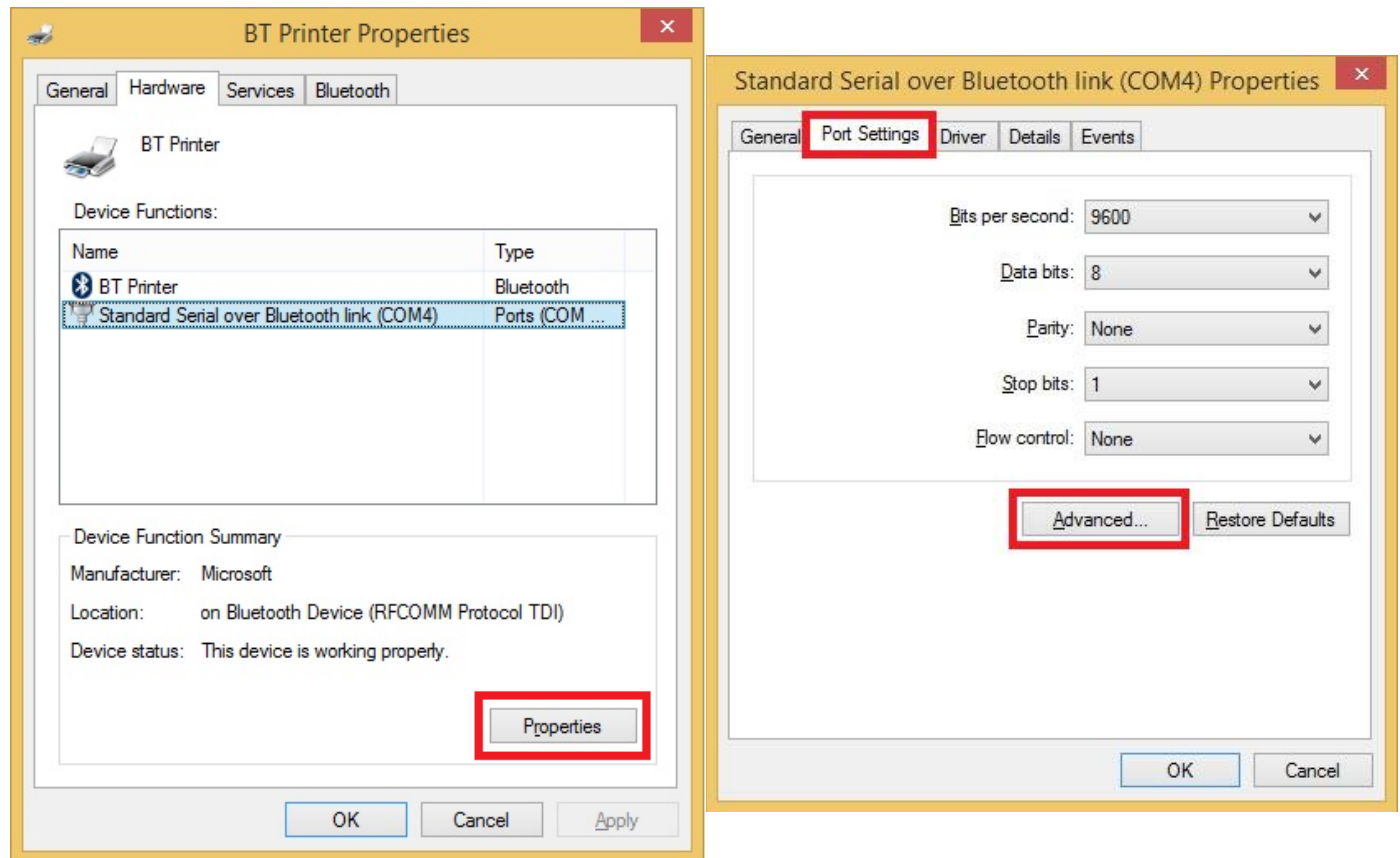 BT Printer Properties
General Hardware Services Bluetooth
BT Printer
Device Functions:
Name Type
BT Printer Bluetooth
Standard Serial over Bluetooth link (COM4) Ports (COM ...
Device Function Summary
Manufacturer: Microsoft
Location: on Bluetooth Device (RFCOMM Protocol TDI)
Device status: This device is working properly.
Properties
OK Cancel Apply
Standard Serial over Bluetooth link (COM4) Properties
General Port Settings Driver Details Events
Bits per second: 9600
Data bits: 8
Parity: None
Stop bits: 1
Flow control: None
Advanced... Restore Defaults
OK Cancel